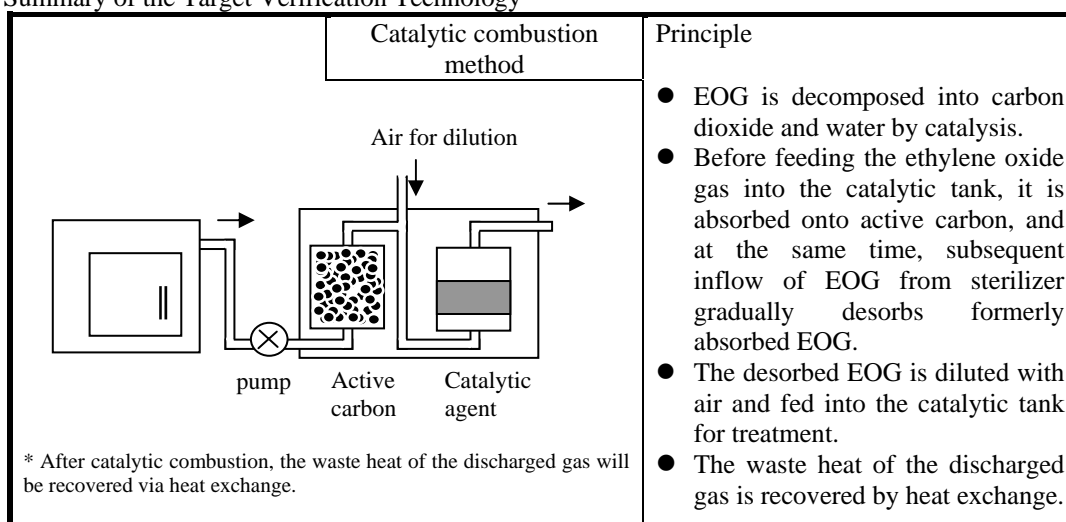 Summary of the Target Verification Technology
Catalytic combustion
method
Air for dilution
pump
Active
carbon
Catalytic
agent
* After catalytic combustion, the waste heat of the discharged gas will
be recovered via heat exchange.
Principle
● EOG is decomposed into carbon
dioxide and water by catalysis.
● Before feeding the ethylene oxide
gas into the catalytic tank, it is
absorbed onto active carbon, and
at the same time, subsequent
inflow of EOG from sterilizer
gradually desorbs formerly
absorbed EOG.
● The desorbed EOG is diluted with
air and fed into the catalytic tank
for treatment.
● The waste heat of the discharged
gas is recovered by heat exchange.